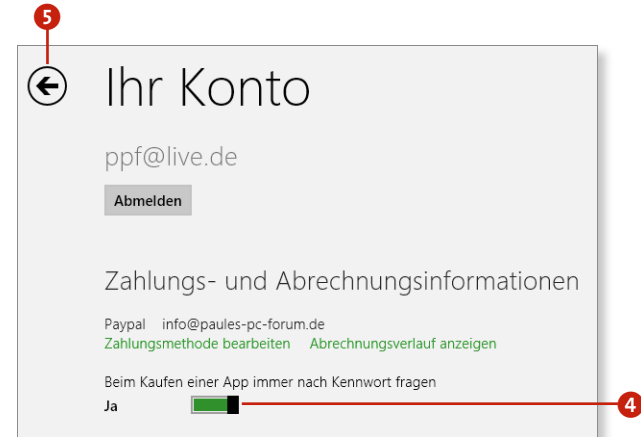 5
Ihr Konto
ppf@live.de
Abmelden
Zahlungs- und Abrechnungsinformationen
Paypal info@paules-pc-forum.de
Zahlungsmethode bearbeiten Abrechnungsverlauf anzeigen
Beim Kaufen einer App immer nach Kennwort fragen
Ja
4